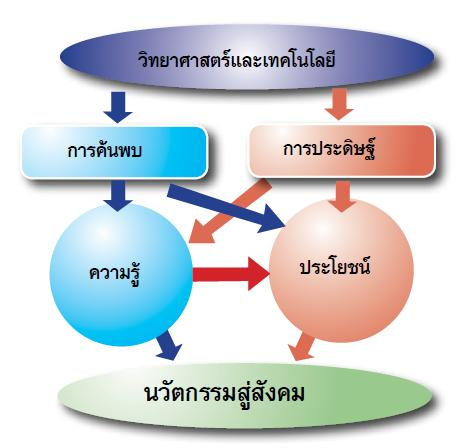 วิทยาศาสตร์และเทคโนโลยี
การค้นพบ
การประดิษฐ์
ความรู้
ประโยชน์
นวัตกรรมสู่สังคม